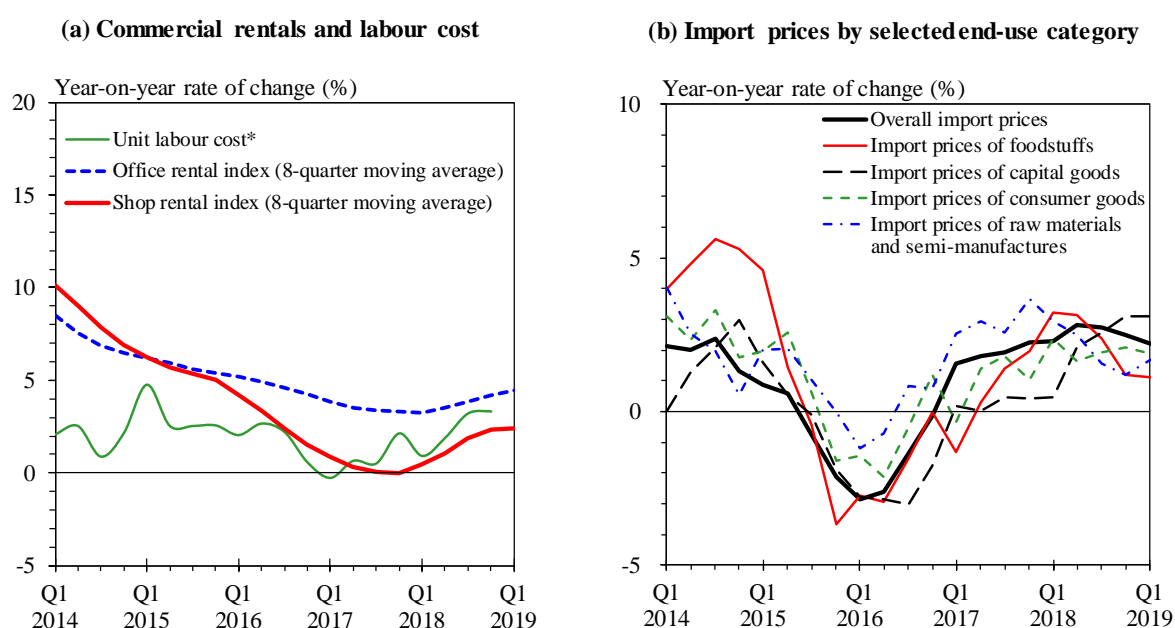 (a) Commercial rentals and labour cost
Year-on-year rate of change (%)
20
15
10
5
0
-5
Unit labour cost*
Office rental index (8-quarter moving average)
Shop rental index (8-quarter moving average)
Q1 Q1 Q1 Q1 Q1 Q1
2014 2015 2016 2017 2018 2019
(b) Import prices by selected end-use category
Year-on-year rate of change (%)
10
5
0
-5
Overall import prices
Import prices of foodstuffs
Import prices of capital goods
Import prices of consumer goods
Import prices of raw materials
and semi-manufactures
Q1 Q1 Q1 Q1 Q1 Q1
2014 2015 2016 2017 2018 2019